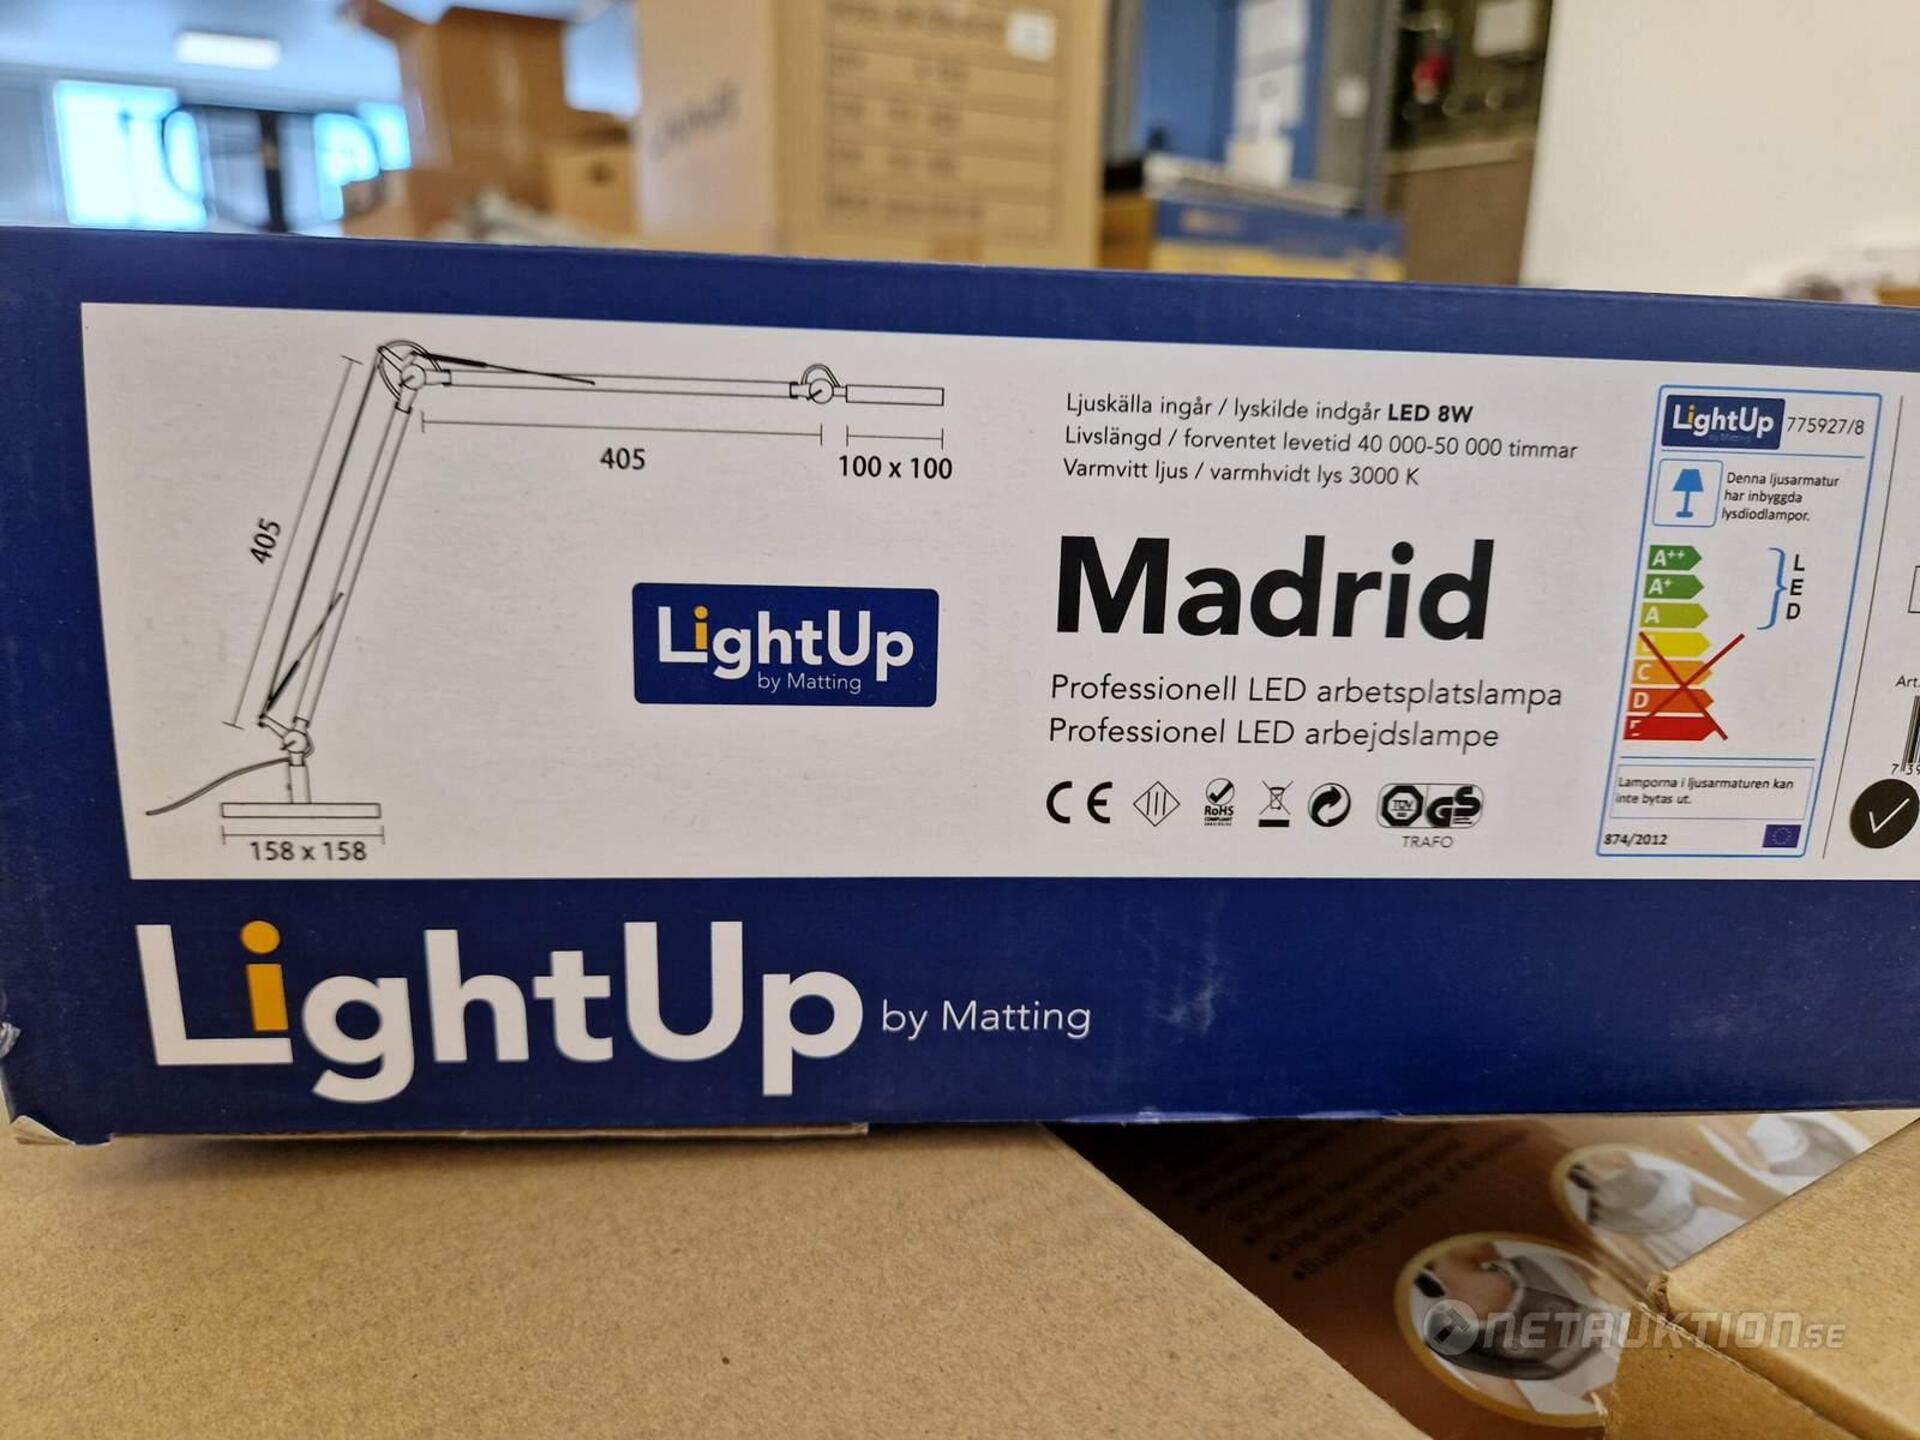 405
100 x 100
405
158 x 158
LightUp
by Matting
Ljuskälla ingår / lyskilde indgår LED 8W
Livslängd / forventet levetid 40 000-50 000 timmar
Varmvitt ljus / varmhvidt lys 3000 K
Madrid
Professionell LED arbetsplatslampa
Professionel LED arbejdslampe
CE
RoHS
TÜV GS
TRAFO
LightUp 775927/8
by Matting
Denna ljusarmatur
har inbyggda
lysdiodlampor.
A++
A+
A
C
D
E
LED
Lamporna i ljusarmaturen kan
inte bytas ut.
874/2012
Art.
LightUp by Matting
NETAUKTION.SE